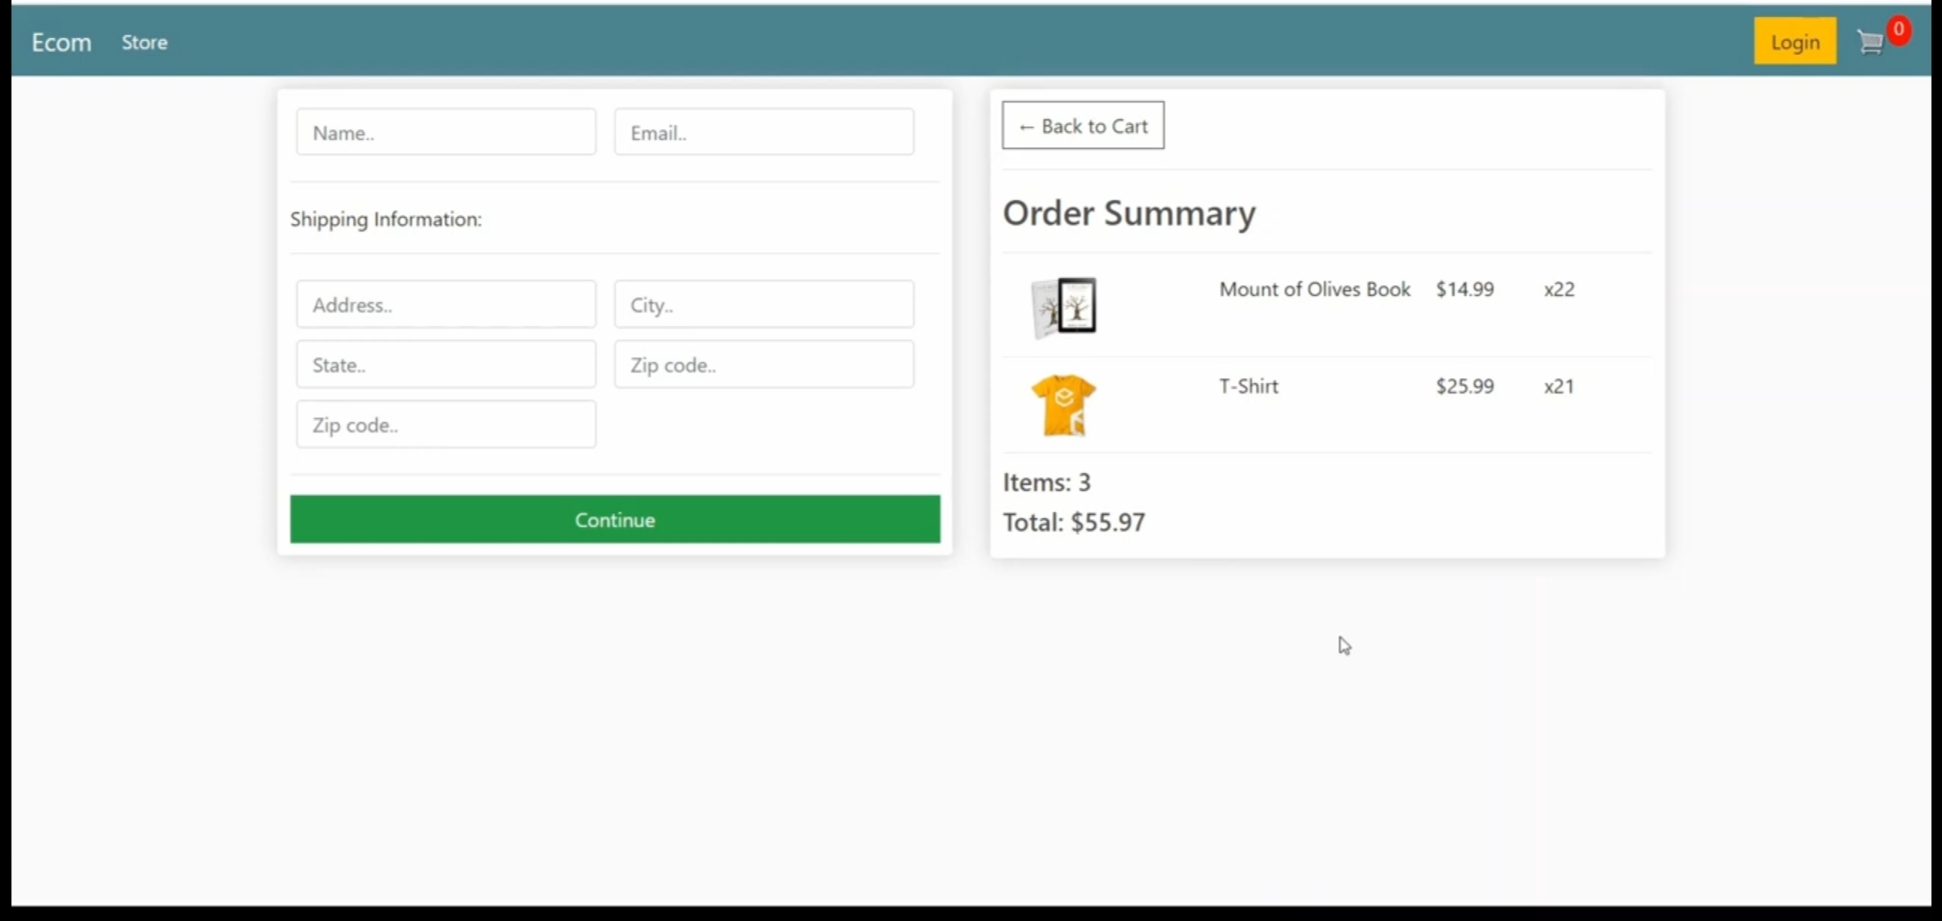 Ecom Store Login 0
Name.. Email..
Shipping Information:
Address.. City..
State.. Zip code..
Zip code..
Continue
← Back to Cart
Order Summary
Mount of Olives Book $14.99 x22
T-Shirt $25.99 x21
Items: 3
Total: $55.97